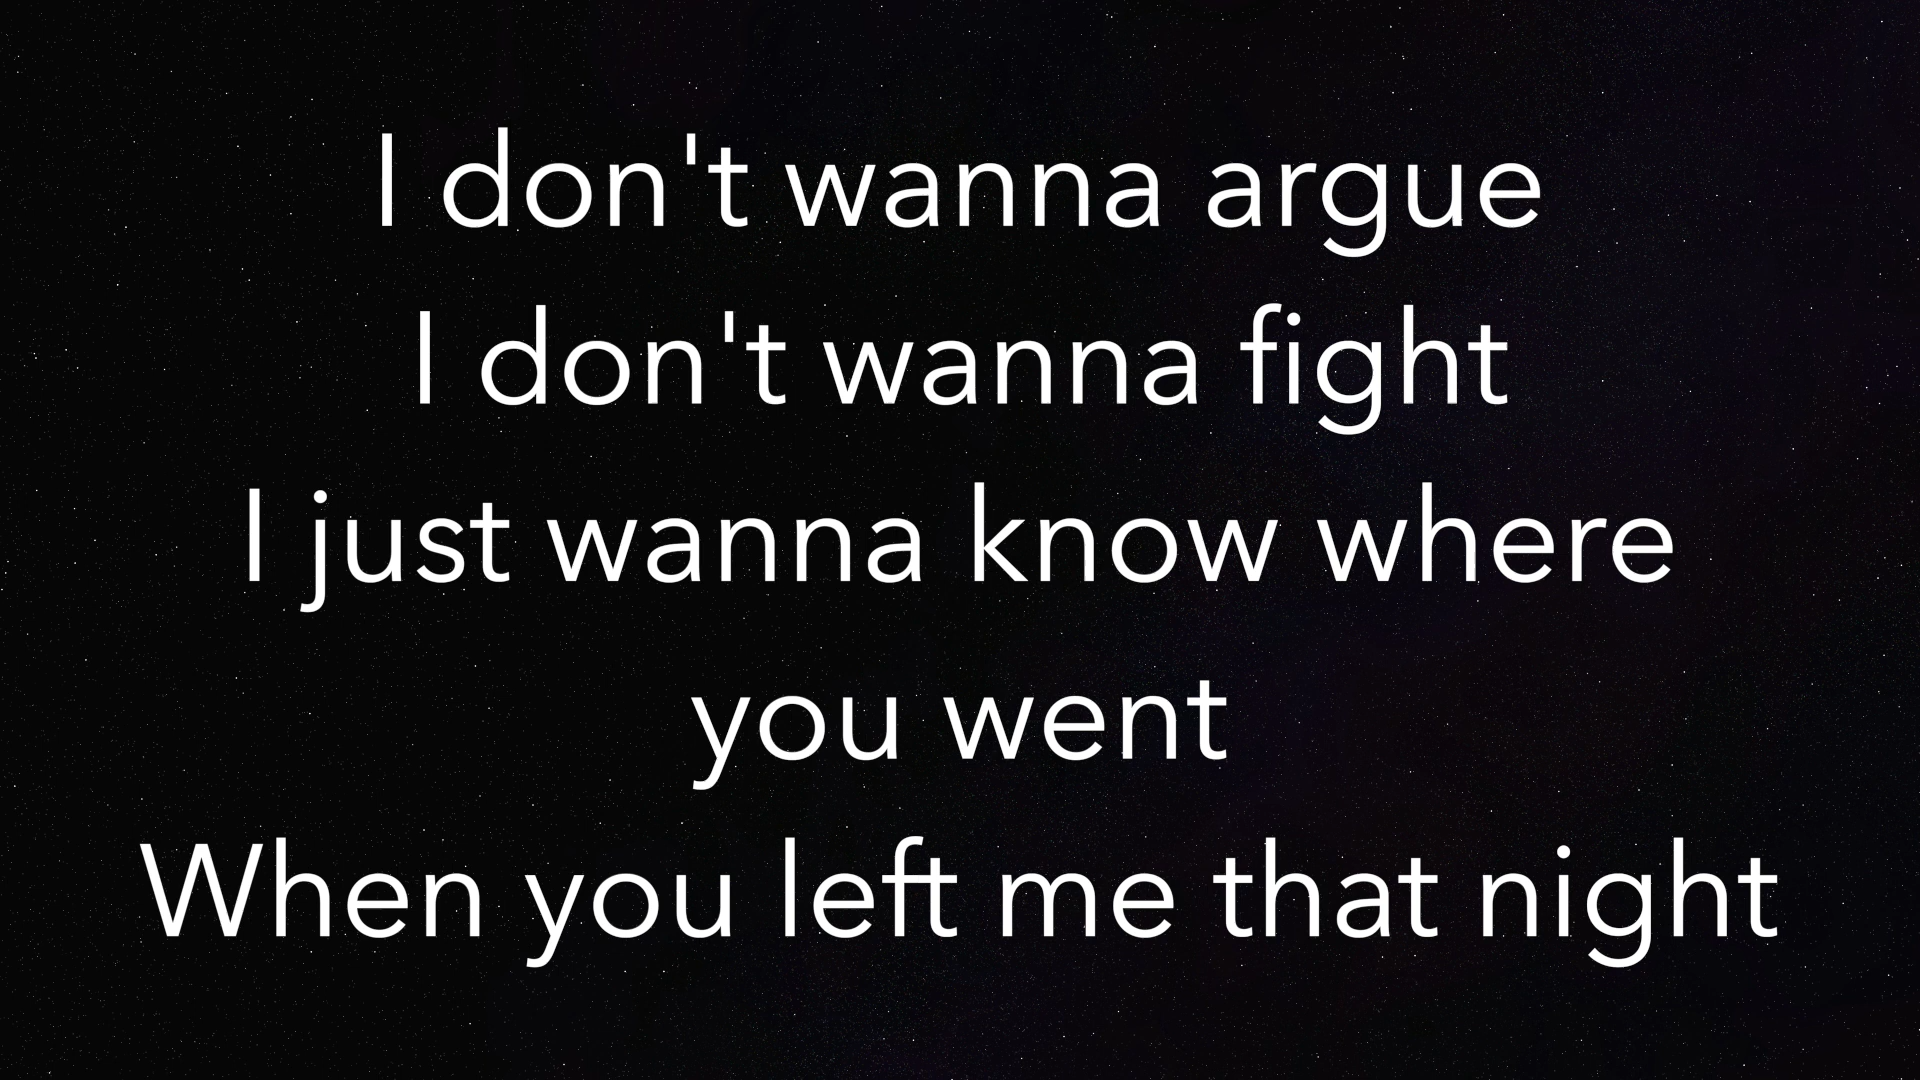 I don't wanna argue
I don't wanna fight
I just wanna know where
you went
When you left me that night